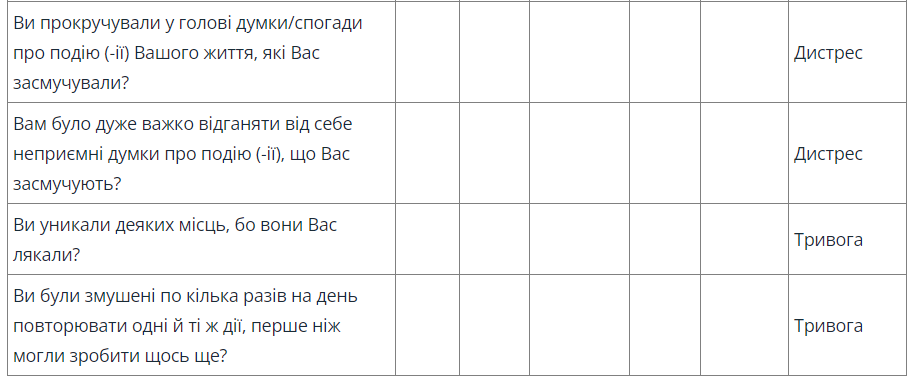 Ви прокручували у голові думки/спогади
про подію (-ії) Вашого життя, які Вас
засмучували?
Дистрес
Вам було дуже важко відганяти від себе
неприємні думки про подію (-ії), що Вас
засмучують?
Дистрес
Ви уникали деяких місць, бо вони Вас
лякали?
Тривога
Ви були змушені по кілька разів на день
повторювати одні й ті ж дії, перше ніж
могли зробити щось ще?
Тривога